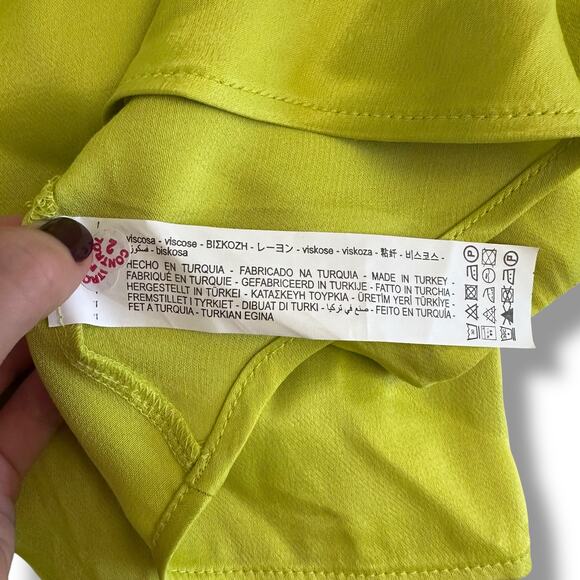 viscosa - viscose - ΒΙΣΚΟΖΗ - レーヨン - viskose - viskoza - 粘纤 - 비스코스 -
فسكوز - biskosa
HECHO EN TURQUIA - FABRICADO NA TURQUIA - MADE IN TURKEY -
FABRIQUÉ EN TURQUIE - GEFABRICEERD IN TURKIJE - FATTO IN TURCHIA -
HERGESTELLT IN TÜRKEI - ΚΑΤΑΣΚΕΥΗ ΤΟΥΡΚΙΑ - ÜRETİM YERİ TÜRKİYE -
FREMSTILLET I TYRKIET - DIBUAT DI TURKI - صنع في تركيا - FEITO EN TURQUÍA-
FET A TURQUIA - TURKIAN EGINA